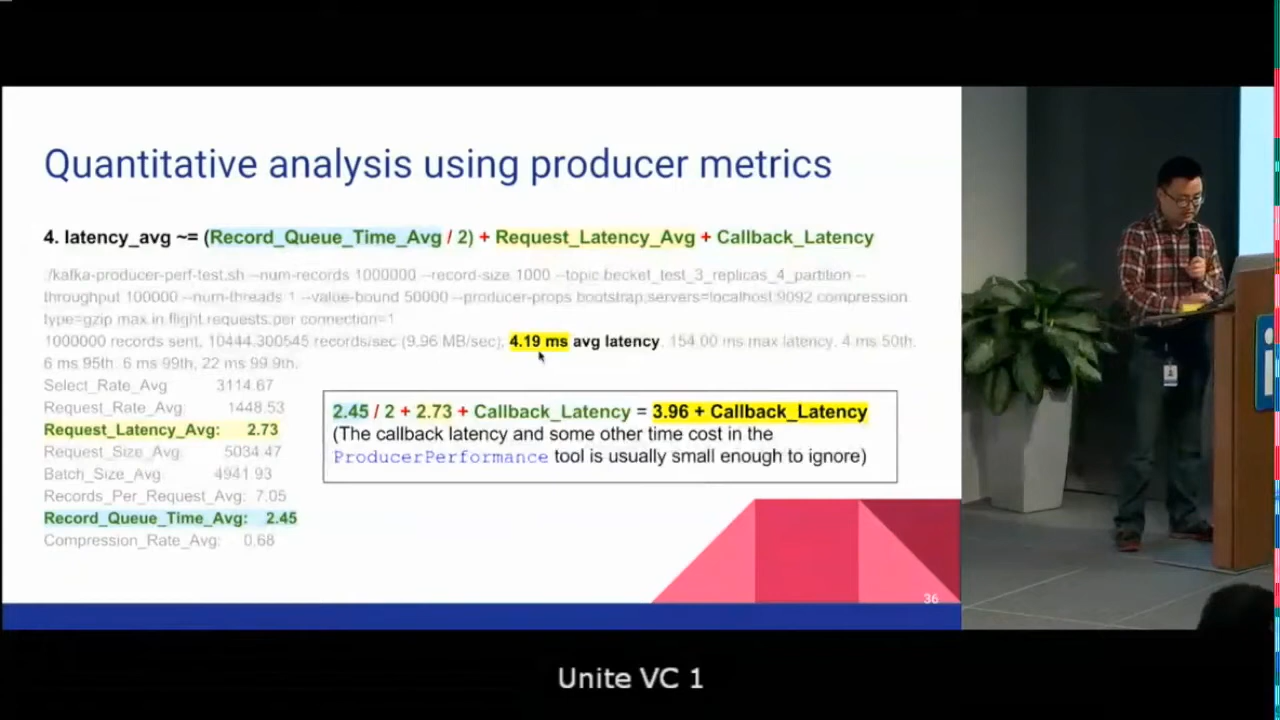 Quantitative analysis using producer metrics
4. latency_avg ~= (Record_Queue_Time_Avg / 2) + Request_Latency_Avg + Callback_Latency
./kafka-producer-perf-test.sh --num-records 1000000 --record-size 1000 --topic becket_test_3_replicas_4_partition --
throughput 100000 --num-threads 1 --value-bound 50000 --producer-props bootstrap.servers=localhost:9092 compression.
type=gzip max.in.flight.requests.per.connection=1
1000000 records sent, 10444.300545 records/sec (9.96 MB/sec), 4.19 ms avg latency, 154.00 ms max latency, 4 ms 50th,
6 ms 95th, 6 ms 99th, 22 ms 99.9th.
Select_Rate_Avg 3114.67
Request_Rate_Avg: 1448.53
Request_Latency_Avg: 2.73
Request_Size_Avg: 5034.47
Batch_Size_Avg: 4941.93
Records_Per_Request_Avg: 7.05
Record_Queue_Time_Avg: 2.45
Compression_Rate_Avg: 0.68
2.45 / 2 + 2.73 + Callback_Latency = 3.96 + Callback_Latency
(The callback latency and some other time cost in the
ProducerPerformance tool is usually small enough to ignore)
36
Unite VC 1